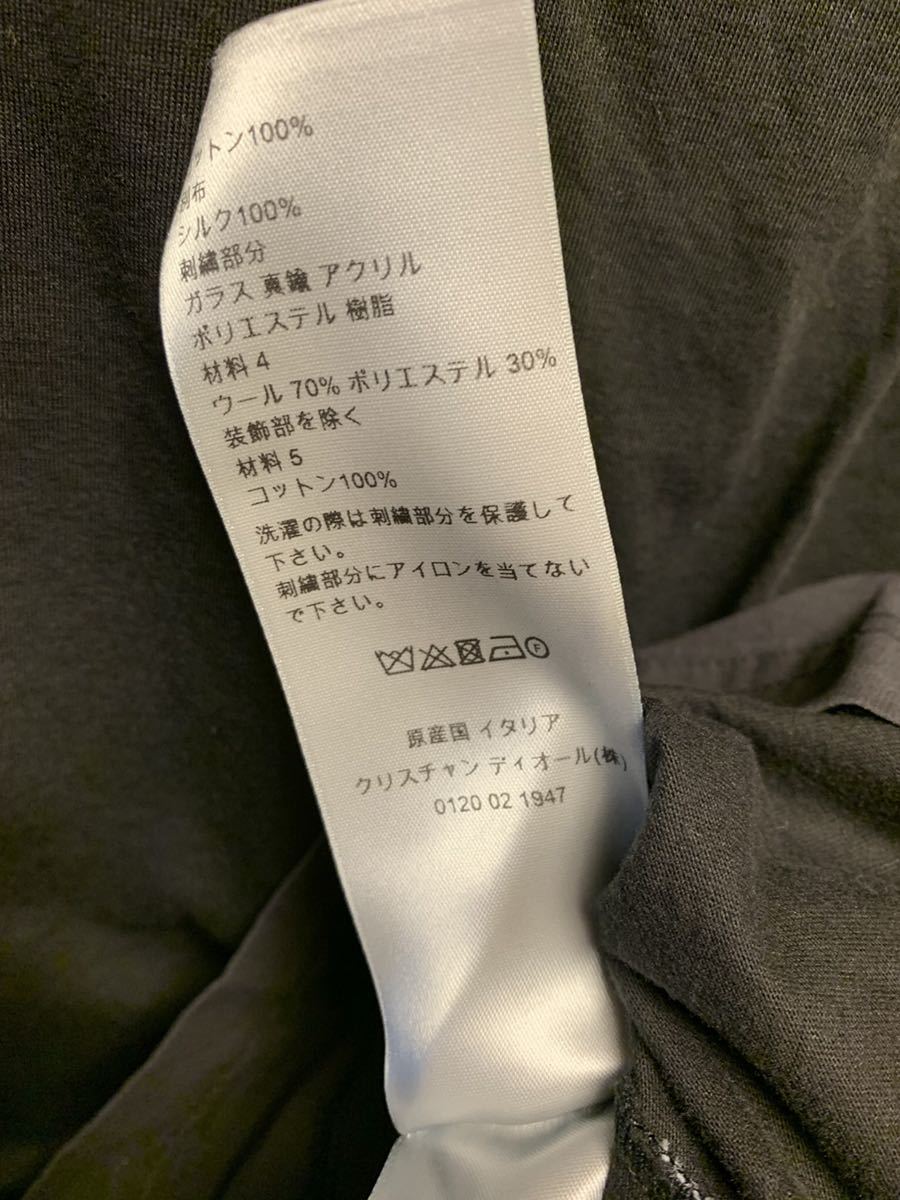 ットン100%
別布
シルク100%
刺繍部分
ガラス 真鍮 アクリル
ポリエステル 樹脂
材料 4
ウール 70% ポリエステル 30%
装飾部を除く
材料 5
コットン100%
洗濯の際は刺繍部分を保護して
下さい。
刺繍部分にアイロンを当てない
で下さい。
F
原産国 イタリア
クリスチャン ディオール(株)
0120 02 1947